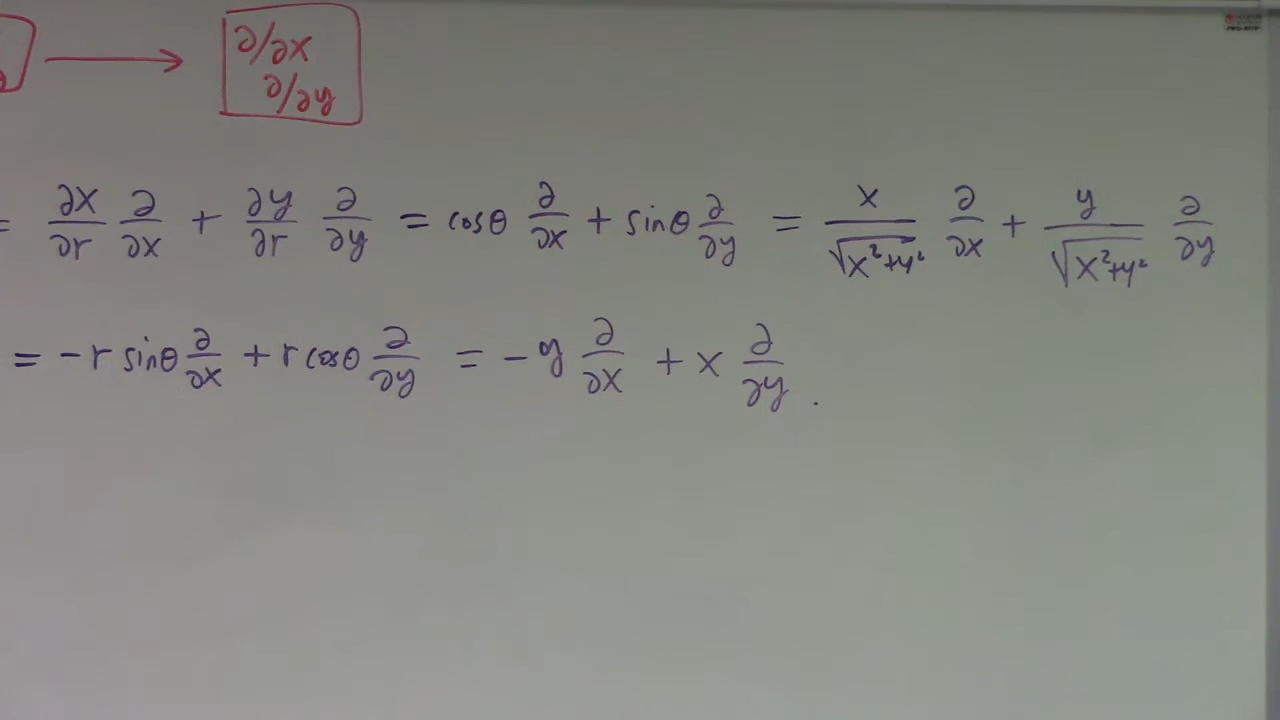 ∂/∂x
∂/∂y
= ∂x/∂r ∂/∂x + ∂y/∂r ∂/∂y = cosθ ∂/∂x + sinθ ∂/∂y = x/√(x²+y²) ∂/∂x + y/√(x²+y²) ∂/∂y
= -r sinθ ∂/∂x + r cosθ ∂/∂y = -y ∂/∂x + x ∂/∂y .